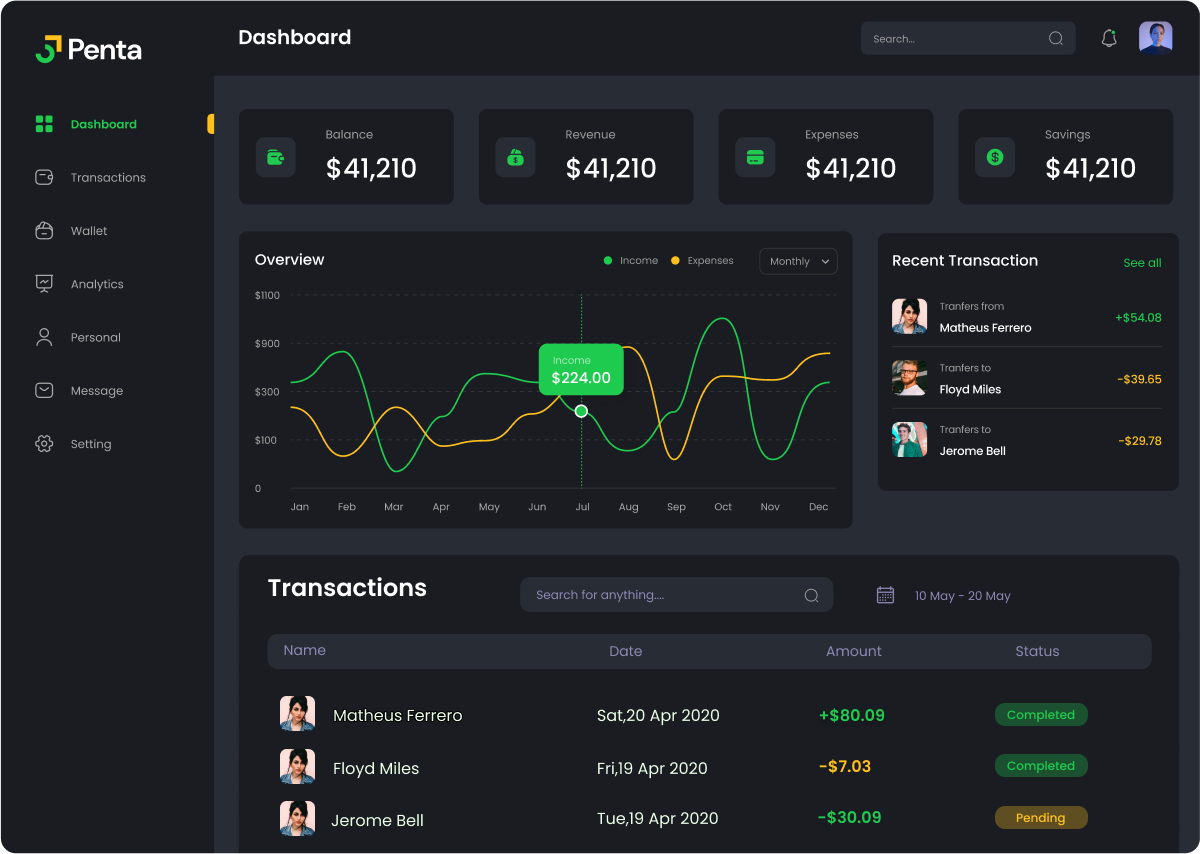 Penta
Dashboard
Search...
Dashboard
Transactions
Wallet
Analytics
Personal
Message
Setting
Balance
$41,210
Revenue
$41,210
Expenses
$41,210
Savings
$41,210
Overview
Income
Expenses
Monthly
$1100
$900
$300
$100
0
Income
$224.00
Jan Feb Mar Apr May Jun Jul Aug Sep Oct Nov Dec
Recent Transaction
See all
Tranfers from
Matheus Ferrero
+$54.08
Tranfers to
Floyd Miles
-$39.65
Tranfers to
Jerome Bell
-$29.78
Transactions
Search for anything....
10 May - 20 May
Name Date Amount Status
Matheus Ferrero Sat,20 Apr 2020 +$80.09 Completed
Floyd Miles Fri,19 Apr 2020 -$7.03 Completed
Jerome Bell Tue,19 Apr 2020 -$30.09 Pending